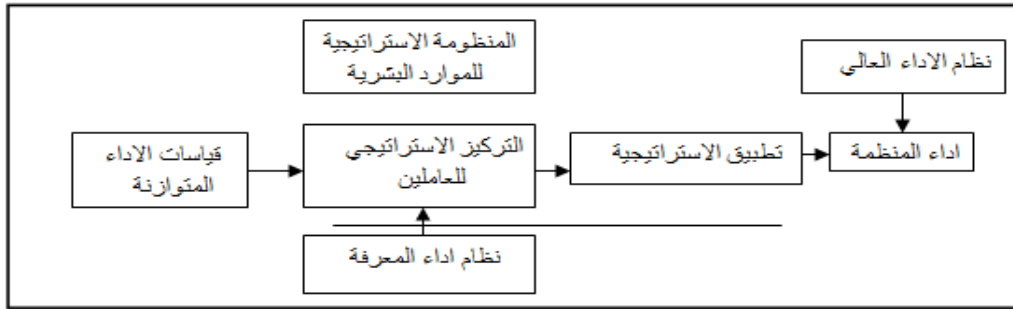 المنظومة الاستراتيجية
للموارد البشرية
نظام الاداء العالي
قياسات الاداء
المتوازنة
التركيز الاستراتيجي
للعاملين
تطبيق الاستراتيجية
اداء المنظمة
نظام اداء المعرفة